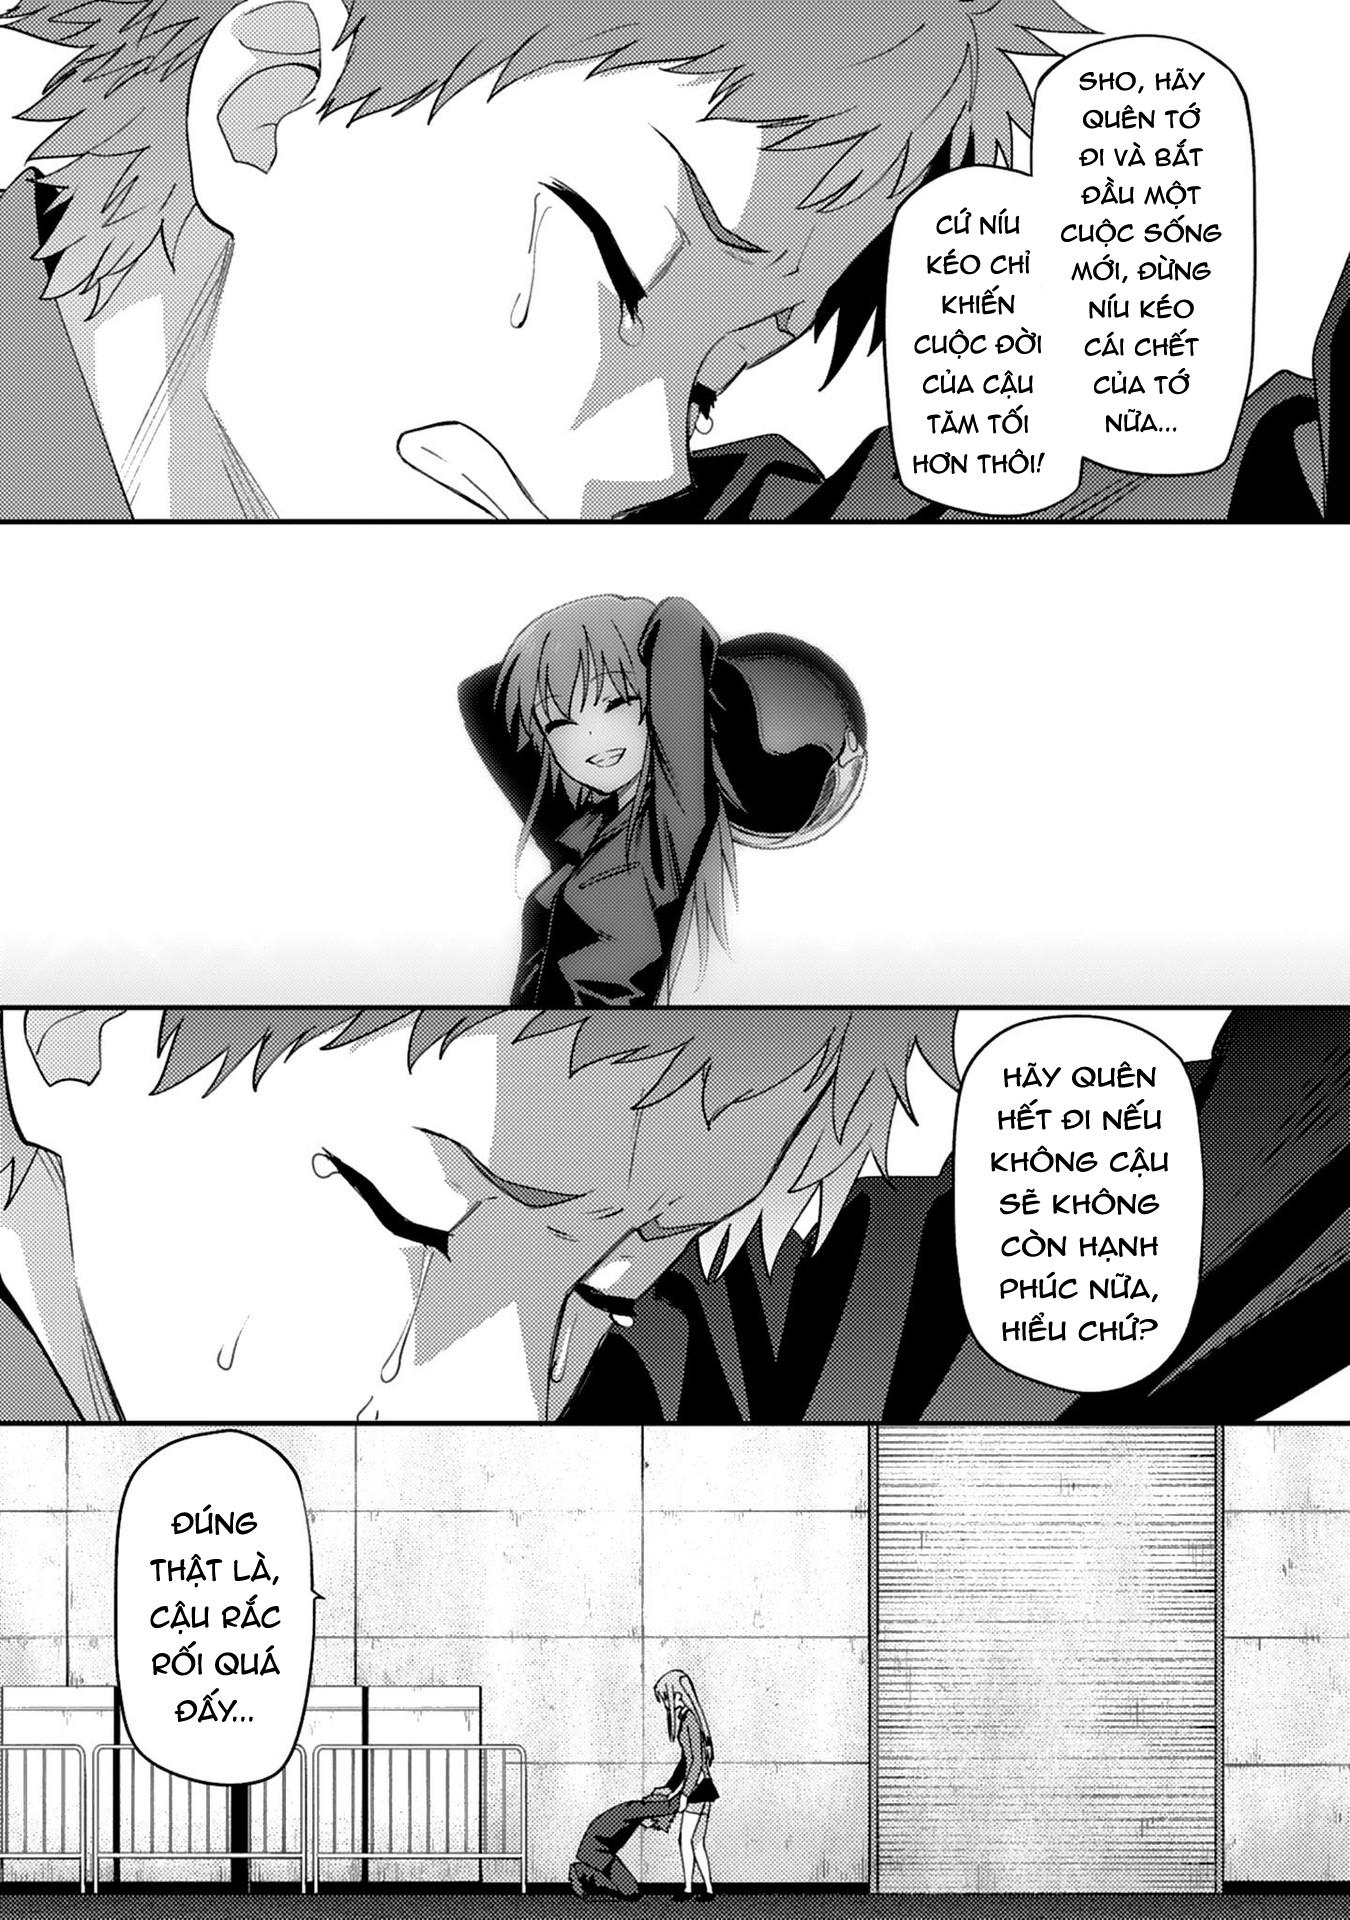 SHO, HÃY
QUÊN TỚ
ĐI VÀ BẮT
ĐẦU MỘT
CUỘC SỐNG
MỚI, ĐỪNG
NÍU KÉO
CÁI CHẾT
CỦA TỚ
NỮA...
CỨ NÍU
KÉO CHỈ
KHIẾN
CUỘC ĐỜI
CỦA CẬU
TĂM TỐI
HƠN THÔI!
HÃY QUÊN
HẾT ĐI NẾU
KHÔNG CẬU
SẼ KHÔNG
CÒN HẠNH
PHÚC NỮA,
HIỂU CHỨ?
ĐÚNG
THẬT LÀ,
CẬU RẮC
RỐI QUÁ
ĐẤY...